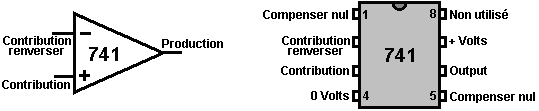 Contribution
renverser
Contribution
741
Production
Compenser nul
Contribution
renverser
Contribution
0 Volts
1
4
741
8
5
Non utilisé
+ Volts
Output
Compenser nul